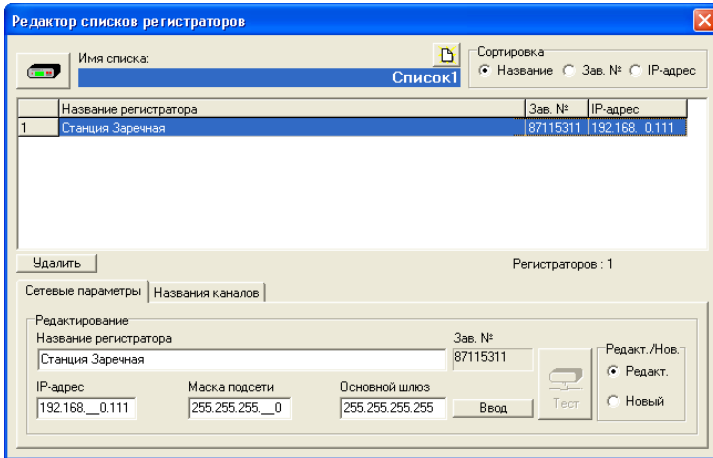 Редактор списков регистраторов
Имя списка:
Список1
Сортировка
Название Зав. № IP-адрес
Название регистратора Зав. № IP-адрес
1 Станция Заречная 87115311 192.168. 0.111
Удалить
Регистраторов : 1
Сетевые параметры Названия каналов
Редактирование
Название регистратора Зав. №
Станция Заречная 87115311
IP-адрес Маска подсети Основной шлюз
192.168.__0.111 255.255.255.__0 255.255.255.255 Ввод
Тест
Редакт./Нов.
Редакт.
Новый